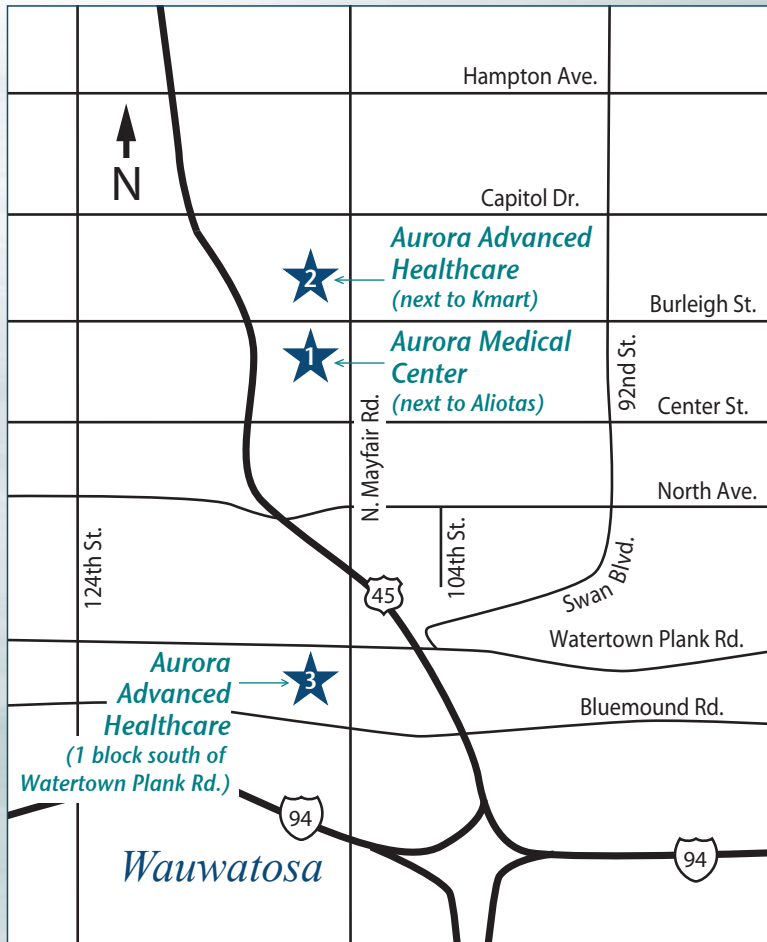 Hampton Ave.
N
Capitol Dr.
Aurora Advanced
Healthcare
(next to Kmart)
2
Burleigh St.
Aurora Medical
Center
(next to Aliotas)
1
92nd St.
Center St.
N. Mayfair Rd.
North Ave.
124th St.
104th St.
45
Swan Blvd.
Watertown Plank Rd.
Aurora
Advanced
Healthcare
(1 block south of
Watertown Plank Rd.)
3
Bluemound Rd.
94
94
Wauwatosa